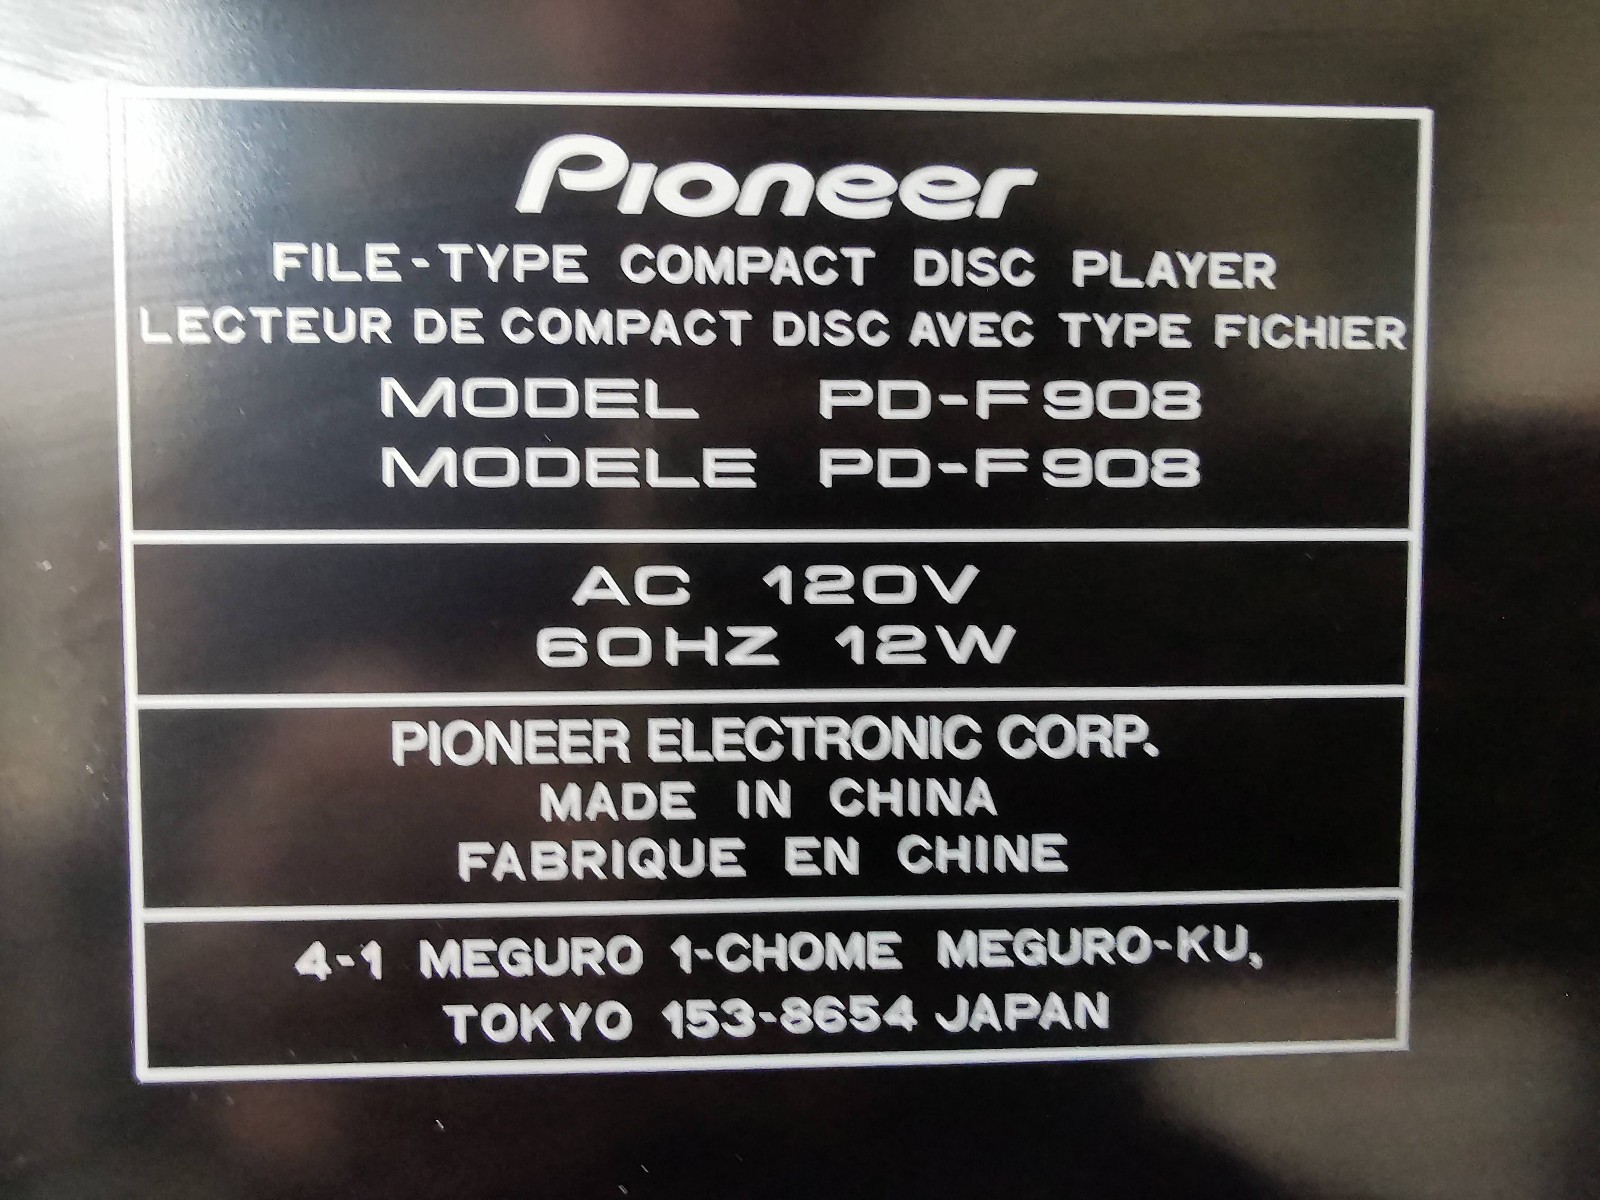 Pioneer
FILE-TYPE COMPACT DISC PLAYER
LECTEUR DE COMPACT DISC AVEC TYPE FICHIER
MODEL PD-F908
MODELE PD-F908
AC 120V
60HZ 12W
PIONEER ELECTRONIC CORP.
MADE IN CHINA
FABRIQUE EN CHINE
4-1 MEGURO 1-CHOME MEGURO-KU,
TOKYO 153-8654 JAPAN